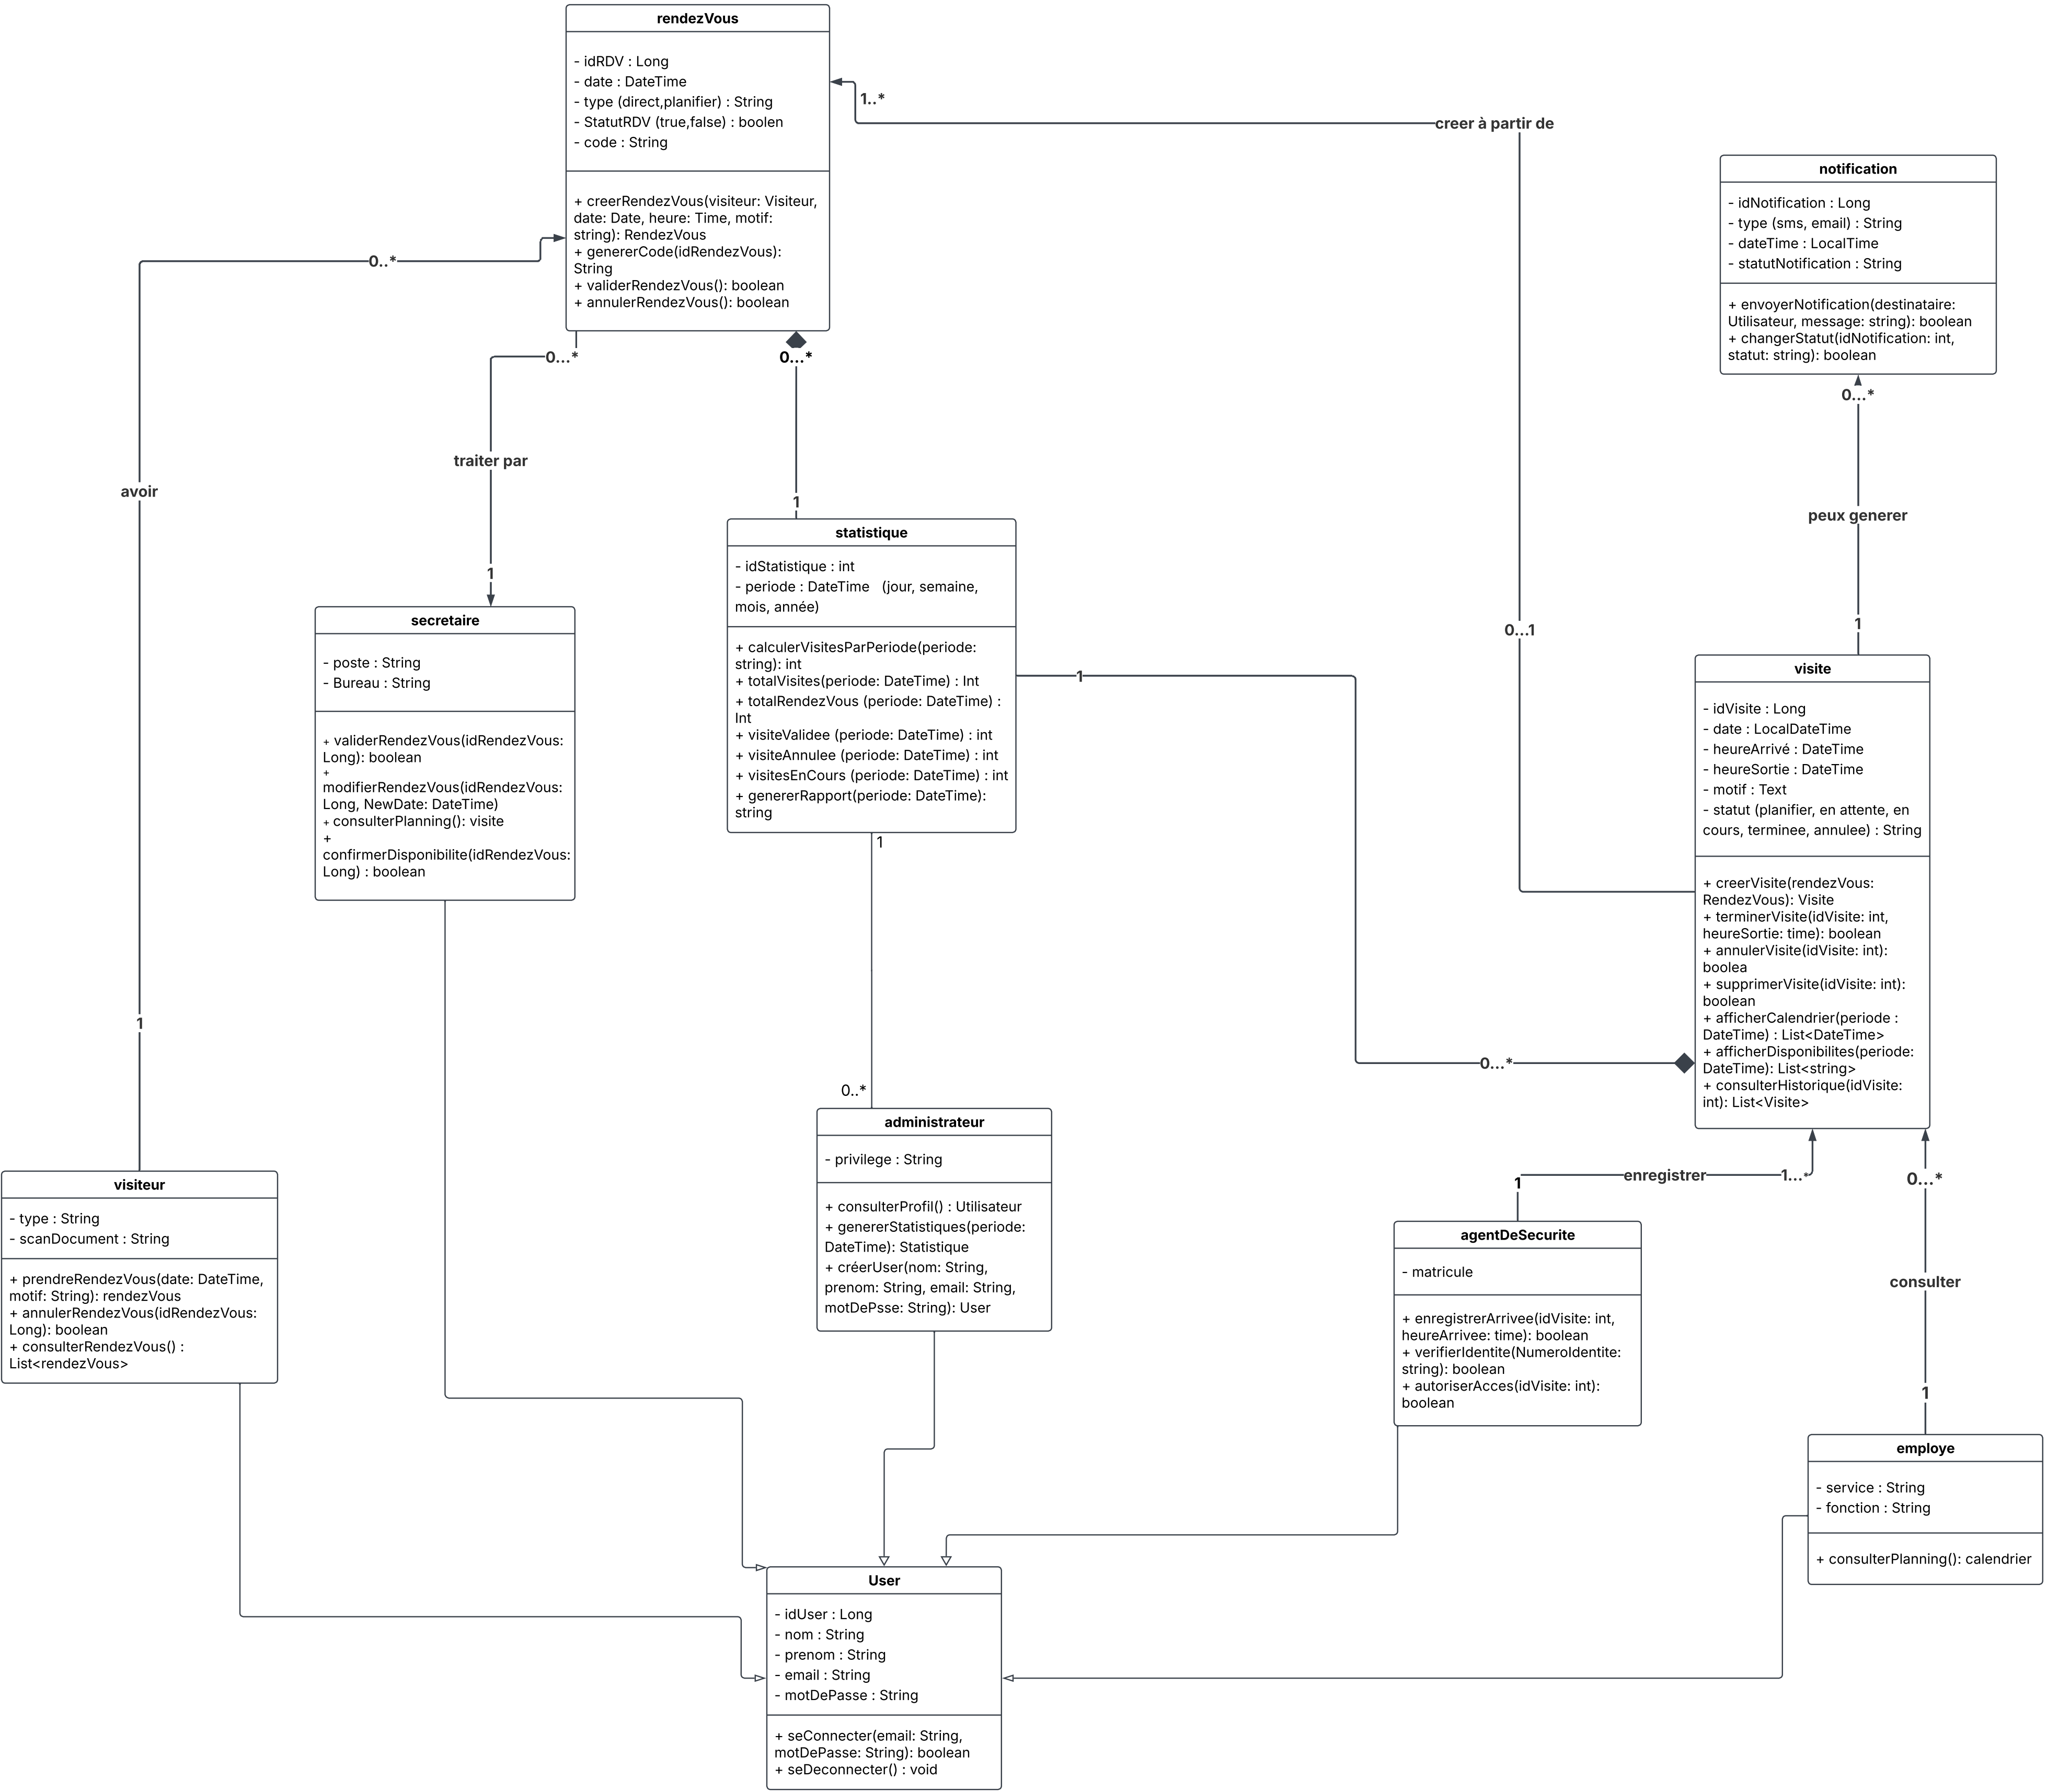 rendezVous
- idRDV : Long
- date : DateTime
- type (direct,planifier) : String
- StatutRDV (true,false) : boolen
- code : String
+ creerRendezVous(visiteur: Visiteur,
date: Date, heure: Time, motif:
string): RendezVous
+ genererCode(idRendezVous):
String
+ validerRendezVous(): boolean
+ annulerRendezVous(): boolean
1..*
creer à partir de
0...1
notification
- idNotification : Long
- type (sms, email) : String
- dateTime : LocalTime
- statutNotification : String
+ envoyerNotification(destinataire:
Utilisateur, message: string): boolean
+ changerStatut(idNotification: int,
statut: string): boolean
0...*
peux generer
1
0..*
avoir
1
0...*
traiter par
1
0...*
1
secretaire
- poste : String
- Bureau : String
+ validerRendezVous(idRendezVous:
Long): boolean
+
modifierRendezVous(idRendezVous:
Long, NewDate: DateTime)
+ consulterPlanning(): visite
+
confirmerDisponibilite(idRendezVous:
Long) : boolean
statistique
- idStatistique : int
- periode : DateTime   (jour, semaine,
mois, année)
+ calculerVisitesParPeriode(periode:
string): int
+ totalVisites(periode: DateTime) : Int
+ totalRendezVous (periode: DateTime) :
Int
+ visiteValidee (periode: DateTime) : int
+ visiteAnnulee (periode: DateTime) : int
+ visitesEnCours (periode: DateTime) : int
+ genererRapport(periode: DateTime):
string
1
0...*
1
0..*
visite
- idVisite : Long
- date : LocalDateTime
- heureArrivé : DateTime
- heureSortie : DateTime
- motif : Text
- statut (planifier, en attente, en
cours, terminee, annulee) : String
+ creerVisite(rendezVous:
RendezVous): Visite
+ terminerVisite(idVisite: int,
heureSortie: time): boolean
+ annulerVisite(idVisite: int):
boolea
+ supprimerVisite(idVisite: int):
boolean
+ afficherCalendrier(periode :
DateTime) : List<DateTime>
+ afficherDisponibilites(periode:
DateTime): List<string>
+ consulterHistorique(idVisite:
int): List<Visite>
visiteur
- type : String
- scanDocument : String
+ prendreRendezVous(date: DateTime,
motif: String): rendezVous
+ annulerRendezVous(idRendezVous:
Long): boolean
+ consulterRendezVous() :
List<rendezVous>
administrateur
- privilege : String
+ consulterProfil() : Utilisateur
+ genererStatistiques(periode:
DateTime): Statistique
+ créerUser(nom: String,
prenom: String, email: String,
motDePsse: String): User
1
enregistrer
1...*
agentDeSecurite
- matricule
+ enregistrerArrivee(idVisite: int,
heureArrivee: time): boolean
+ verifierIdentite(NumeroIdentite:
string): boolean
+ autoriserAcces(idVisite: int):
boolean
0...*
consulter
1
employe
- service : String
- fonction : String
+ consulterPlanning(): calendrier
User
- idUser : Long
- nom : String
- prenom : String
- email : String
- motDePasse : String
+ seConnecter(email: String,
motDePasse: String): boolean
+ seDeconnecter() : void